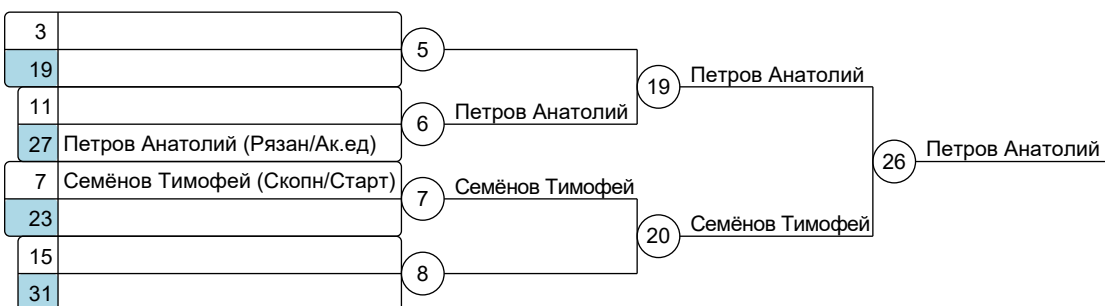 3
19
5
Петров Анатолий
19
11
6
Петров Анатолий
27 Петров Анатолий (Рязан/Ак.ед)
26
Петров Анатолий
7 Семёнов Тимофей (Скопн/Старт)
7
Семёнов Тимофей
23
20
Семёнов Тимофей
15
8
31